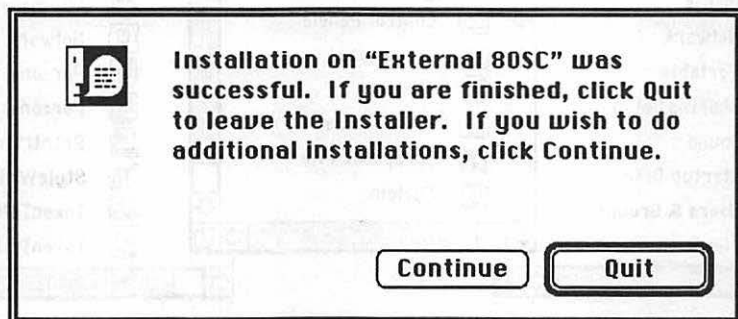 Installation on “External 80SC” was
successful. If you are finished, click Quit
to leave the Installer. If you wish to do
additional installations, click Continue.
Continue
Quit